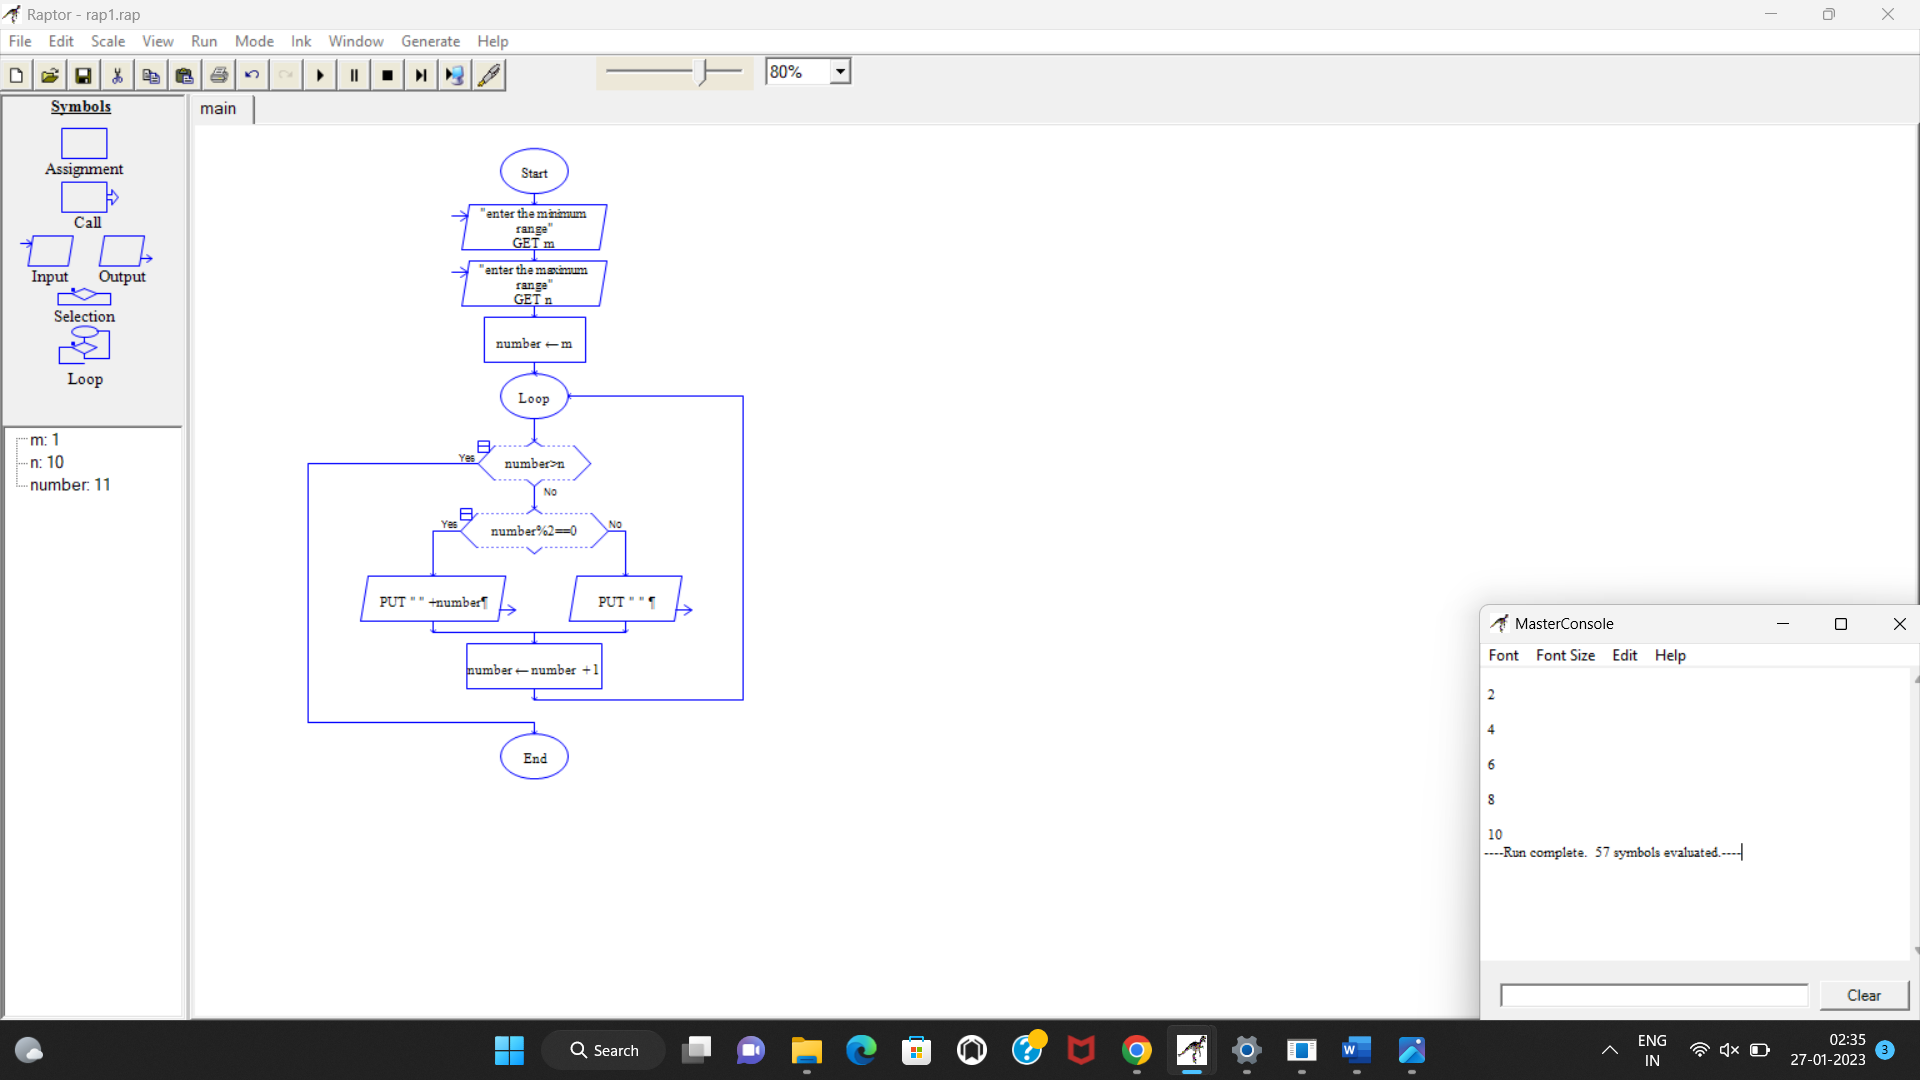 Raptor - rap1.rap
File Edit Scale View Run Mode Ink Window Generate Help
80%
Symbols
Assignment
Call
Input Output
Selection
Loop
m: 1
n: 10
number: 11
main
Start
"enter the minimum
range"
GET m
"enter the maximum
range"
GET n
number ← m
Loop
Yes
number>n
No
Yes
number%2==0
No
PUT " " +number¶
PUT " " ¶
number ← number +1
End
MasterConsole
Font Font Size Edit Help
2
4
6
8
10
----Run complete. 57 symbols evaluated.----
Clear
Search
ENG
IN
02:35
27-01-2023
3